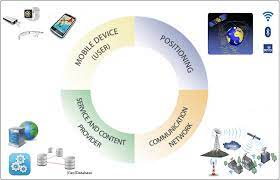 MOBILE DEVICE
(USER)
POSITIONING
SERVICE AND CONTENT
PROVIDER
COMMUNICATION
NETWORK